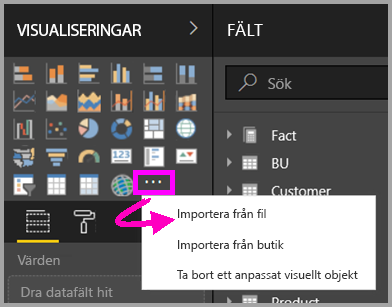 VISUALISERINGAR
FÄLT
Sök
Fact
BU
Customer
Importera från fil
Importera från butik
Ta bort ett anpassat visuellt objekt
Värden
Dra datafält hit
Product